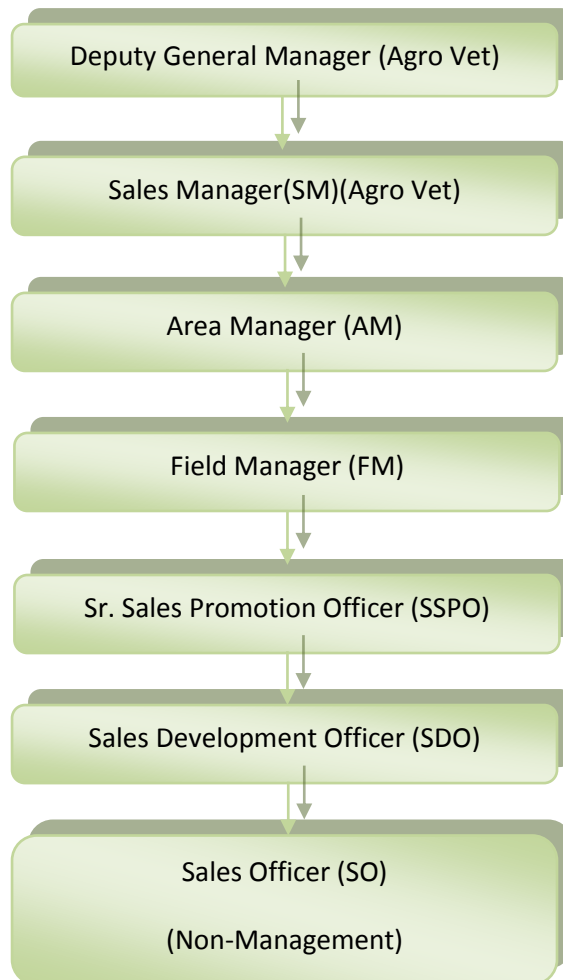 Deputy General Manager (Agro Vet)
Sales Manager(SM)(Agro Vet)
Area Manager (AM)
Field Manager (FM)
Sr. Sales Promotion Officer (SSPO)
Sales Development Officer (SDO)
Sales Officer (SO)
(Non-Management)